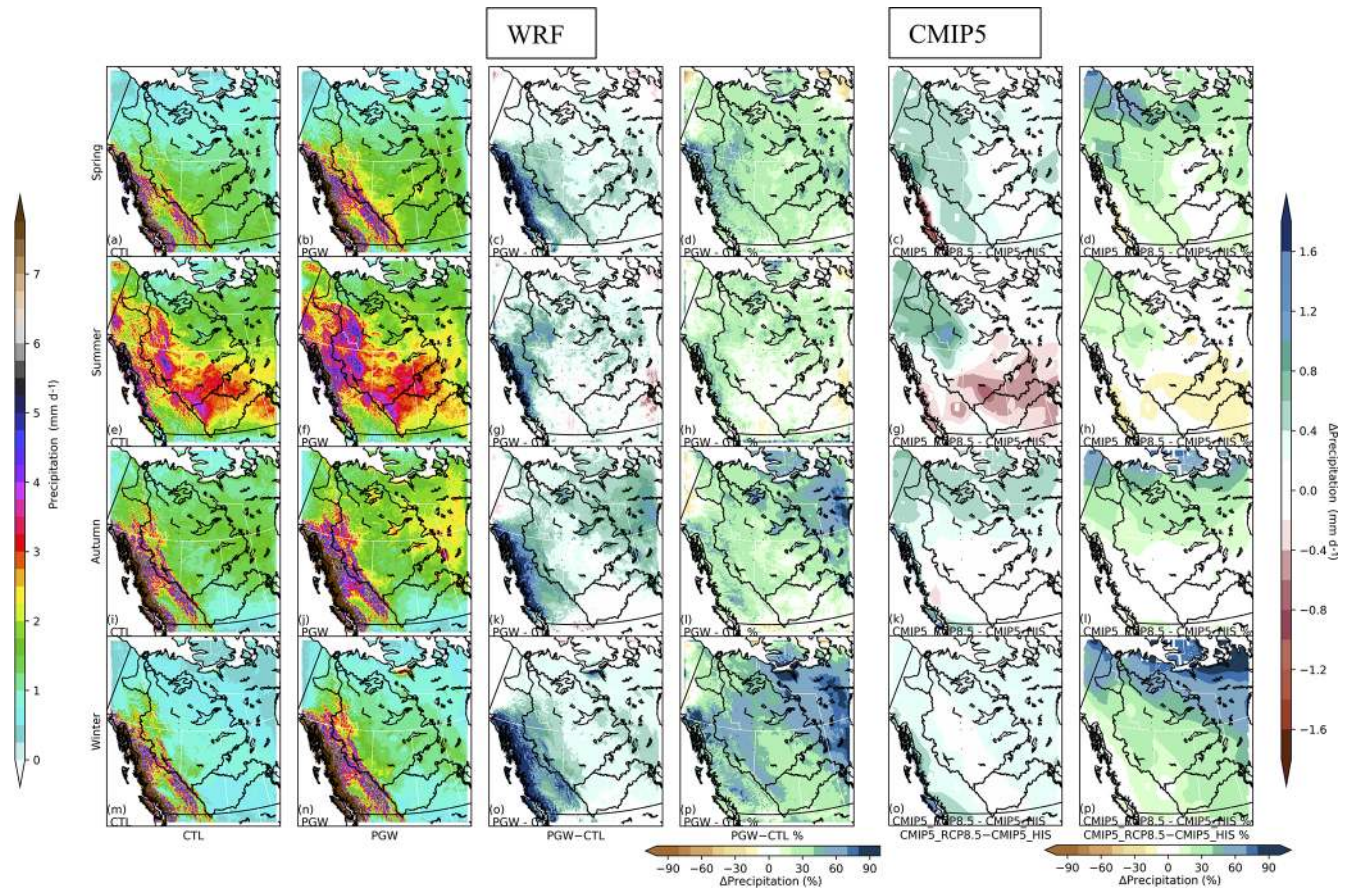 WRF
CMIP5
Spring
(a)
CTL
(b)
PGW
(c)
PGW - CTL
(d)
PGW - CTL %
(c)
CMIP5_RCP8.5 - CMIP5_HIS
(d)
CMIP5_RCP8.5 - CMIP5_HIS %
Summer
(e)
CTL
(f)
PGW
(g)
PGW - CTL
(h)
PGW - CTL %
(g)
CMIP5_RCP8.5 - CMIP5_HIS
(h)
CMIP5_RCP8.5 - CMIP5_HIS %
Autumn
(i)
CTL
(j)
PGW
(k)
PGW - CTL
(l)
PGW - CTL %
(k)
CMIP5_RCP8.5 - CMIP5_HIS
(l)
CMIP5_RCP8.5 - CMIP5_HIS %
Winter
(m)
CTL
(n)
PGW
(o)
PGW - CTL
(p)
PGW - CTL %
(o)
CMIP5_RCP8.5 - CMIP5_HIS
(p)
CMIP5_RCP8.5 - CMIP5_HIS %
CTL
PGW
PGW−CTL
PGW−CTL %
CMIP5_RCP8.5−CMIP5_HIS
CMIP5_RCP8.5−CMIP5_HIS %
7
6
5
4
3
2
1
0
Precipitation (mm d⁻¹)
1.6
1.2
0.8
0.4
0.0
−0.4
−0.8
−1.2
−1.6
ΔPrecipitation (mm d⁻¹)
−90 −60 −30 0 30 60 90
ΔPrecipitation (%)
−90 −60 −30 0 30 60 90
ΔPrecipitation (%)